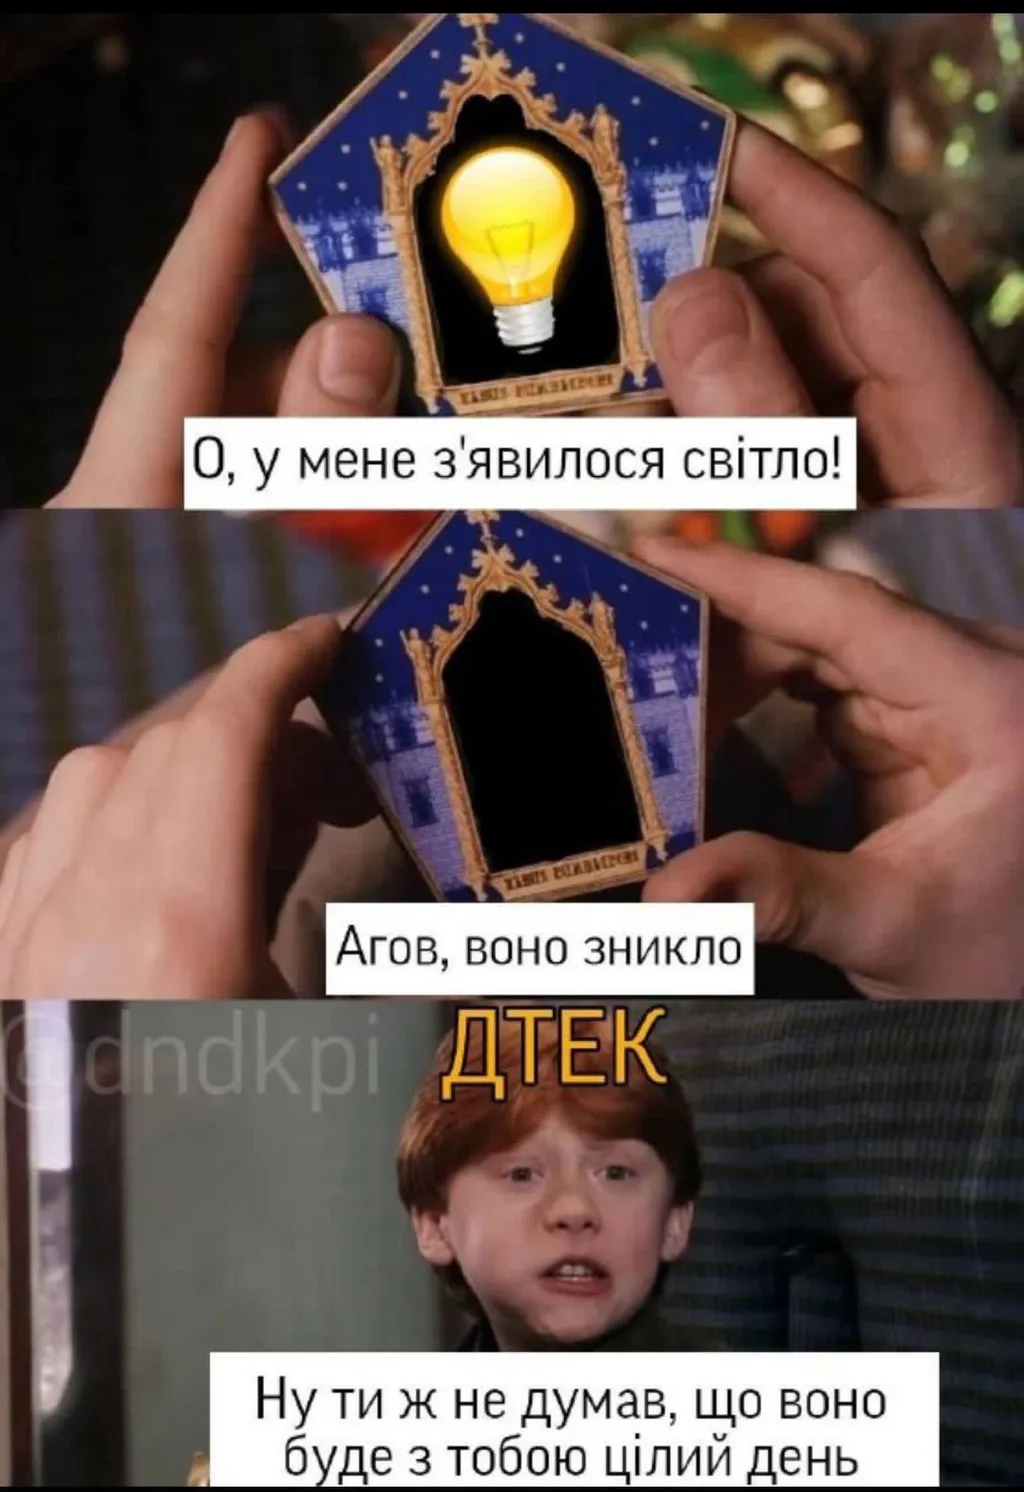 О, у мене з'явилося світло!
Агов, воно зникло
@dndkpi
ДТЕК
Ну ти ж не думав, що воно
буде з тобою цілий день